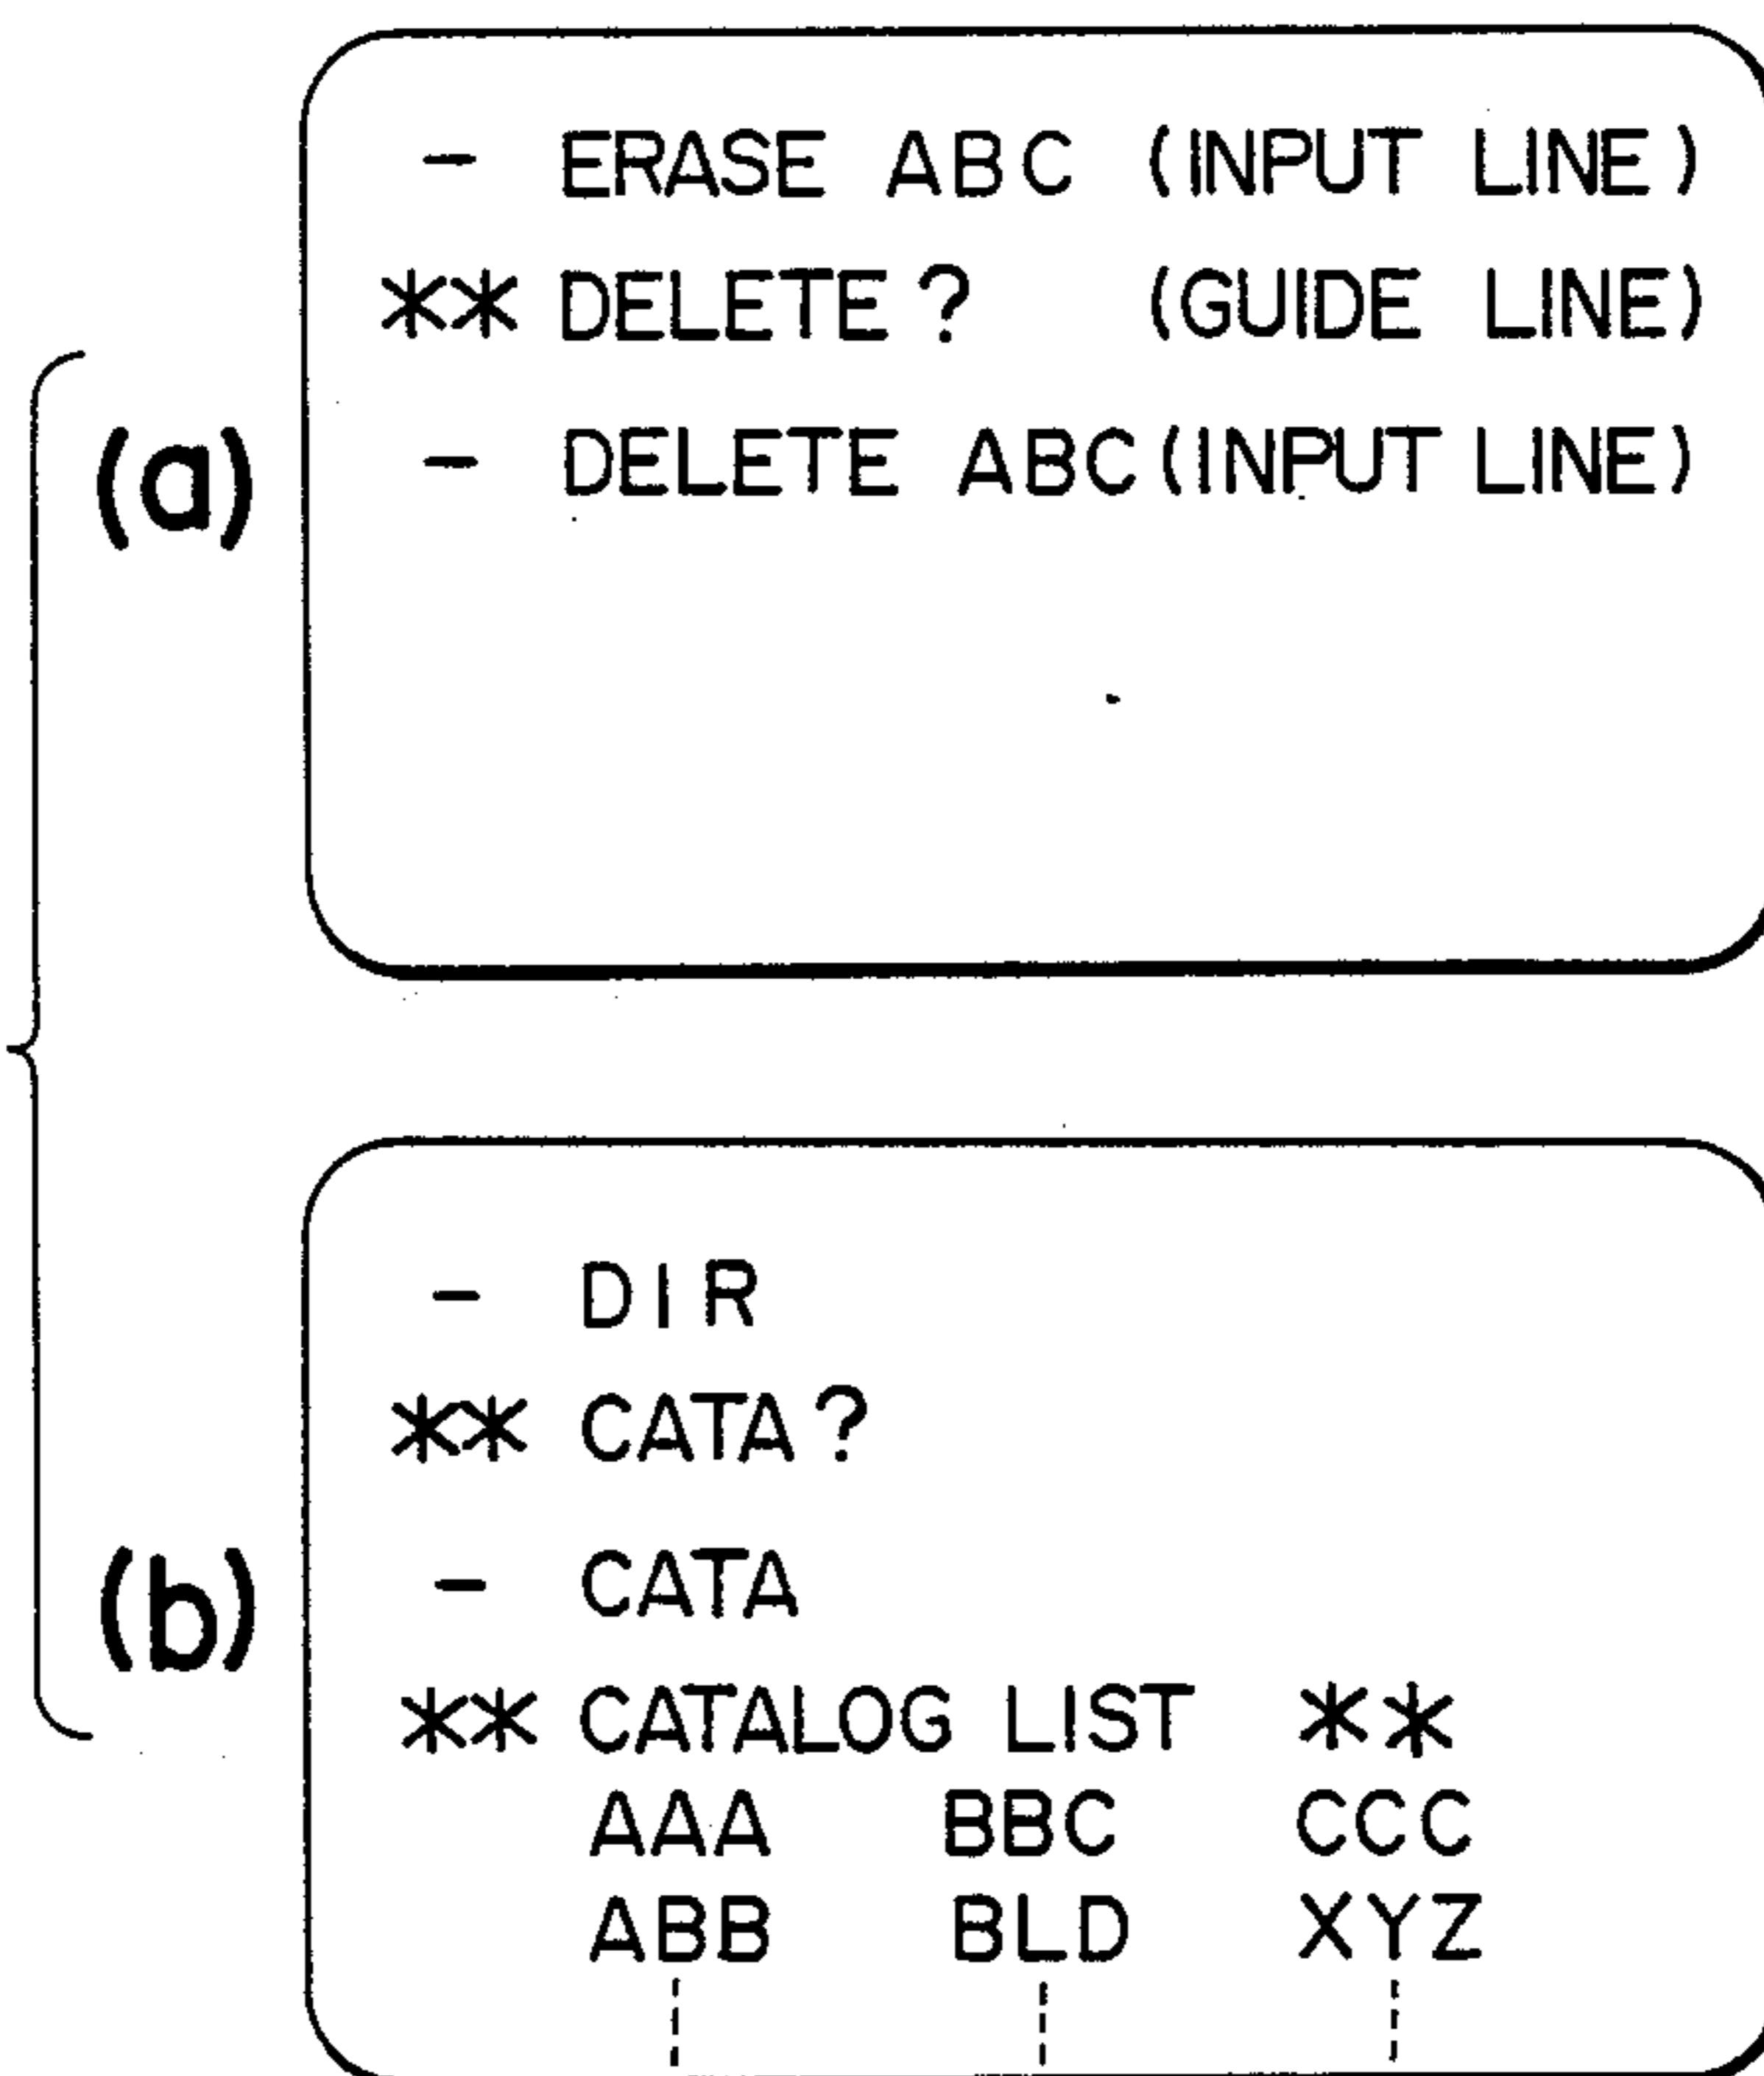 - ERASE ABC (INPUT LINE)
** DELETE? (GUIDE LINE)
(a)
- DELETE ABC (INPUT LINE)
- DIR
** CATA?
(b)
- CATA
** CATALOG LIST **
AAA BBC CCC
ABB BLD XYZ